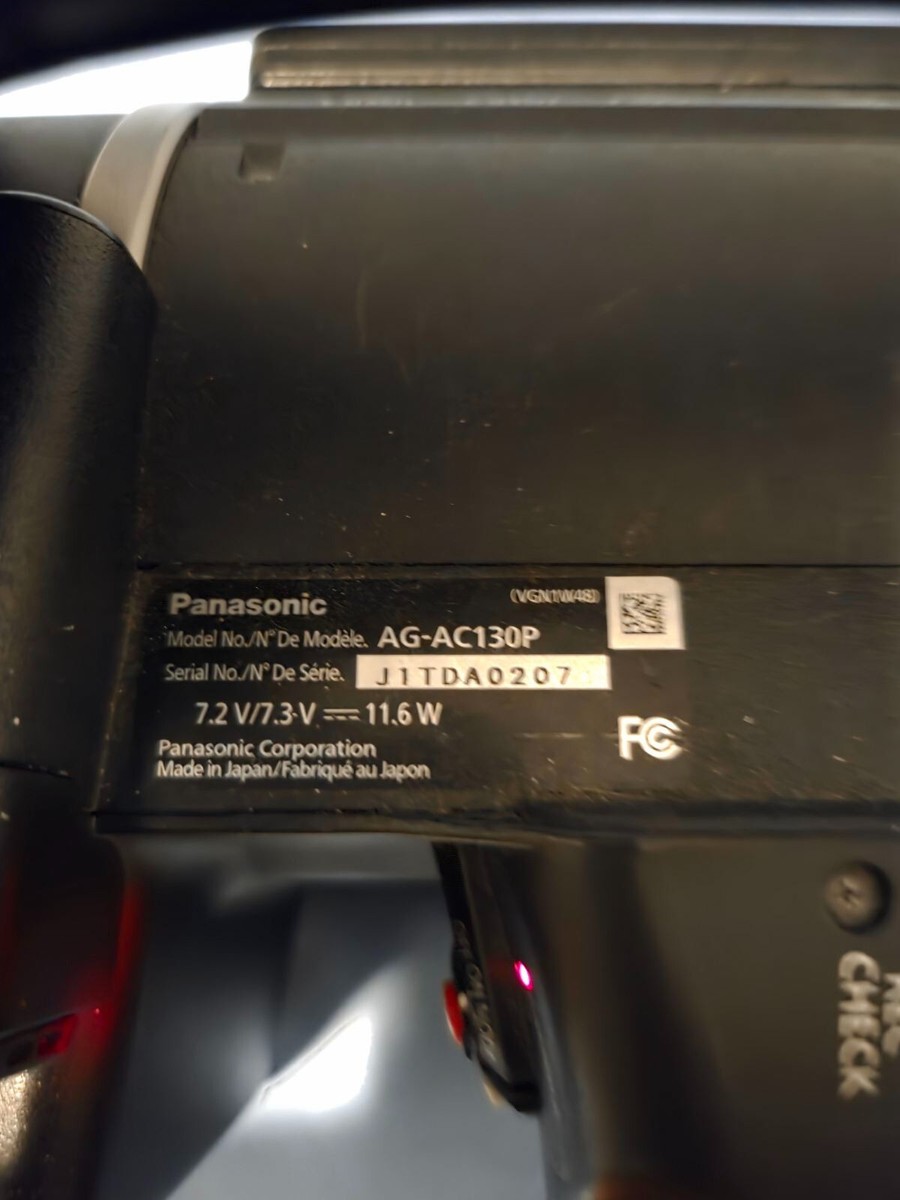 Panasonic
(VGN1W48)
Model No./N° De Modèle. AG-AC130P
Serial No./N° De Série. J1TDA0207
7.2 V/7.3 V ⎓ 11.6 W
FC
Panasonic Corporation
Made in Japan/Fabriqué au Japon
REC
CHECK